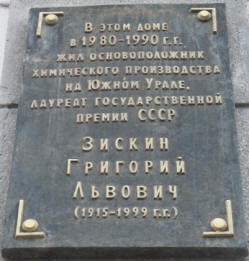 В этом доме
в 1980-1990 г.г.
жил основоположник
химического производства
на Южном Урале,
лауреат государственной
премии СССР
Зискин
Григорий
Львович
(1915-1999 г.г.)